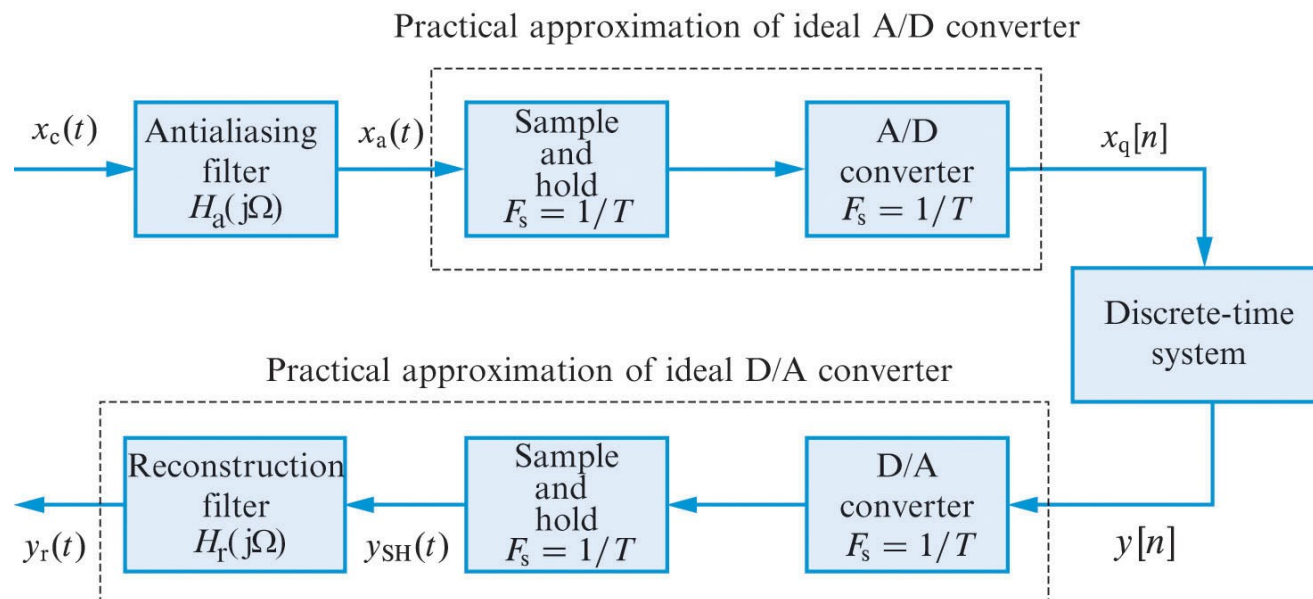 Practical approximation of ideal A/D converter
x_c(t)
Antialiasing
filter
H_a(jΩ)
x_a(t)
Sample
and
hold
F_s = 1/T
A/D
converter
F_s = 1/T
x_q[n]
Discrete-time
system
Practical approximation of ideal D/A converter
y[n]
D/A
converter
F_s = 1/T
Sample
and
hold
F_s = 1/T
y_SH(t)
Reconstruction
filter
H_r(jΩ)
y_r(t)